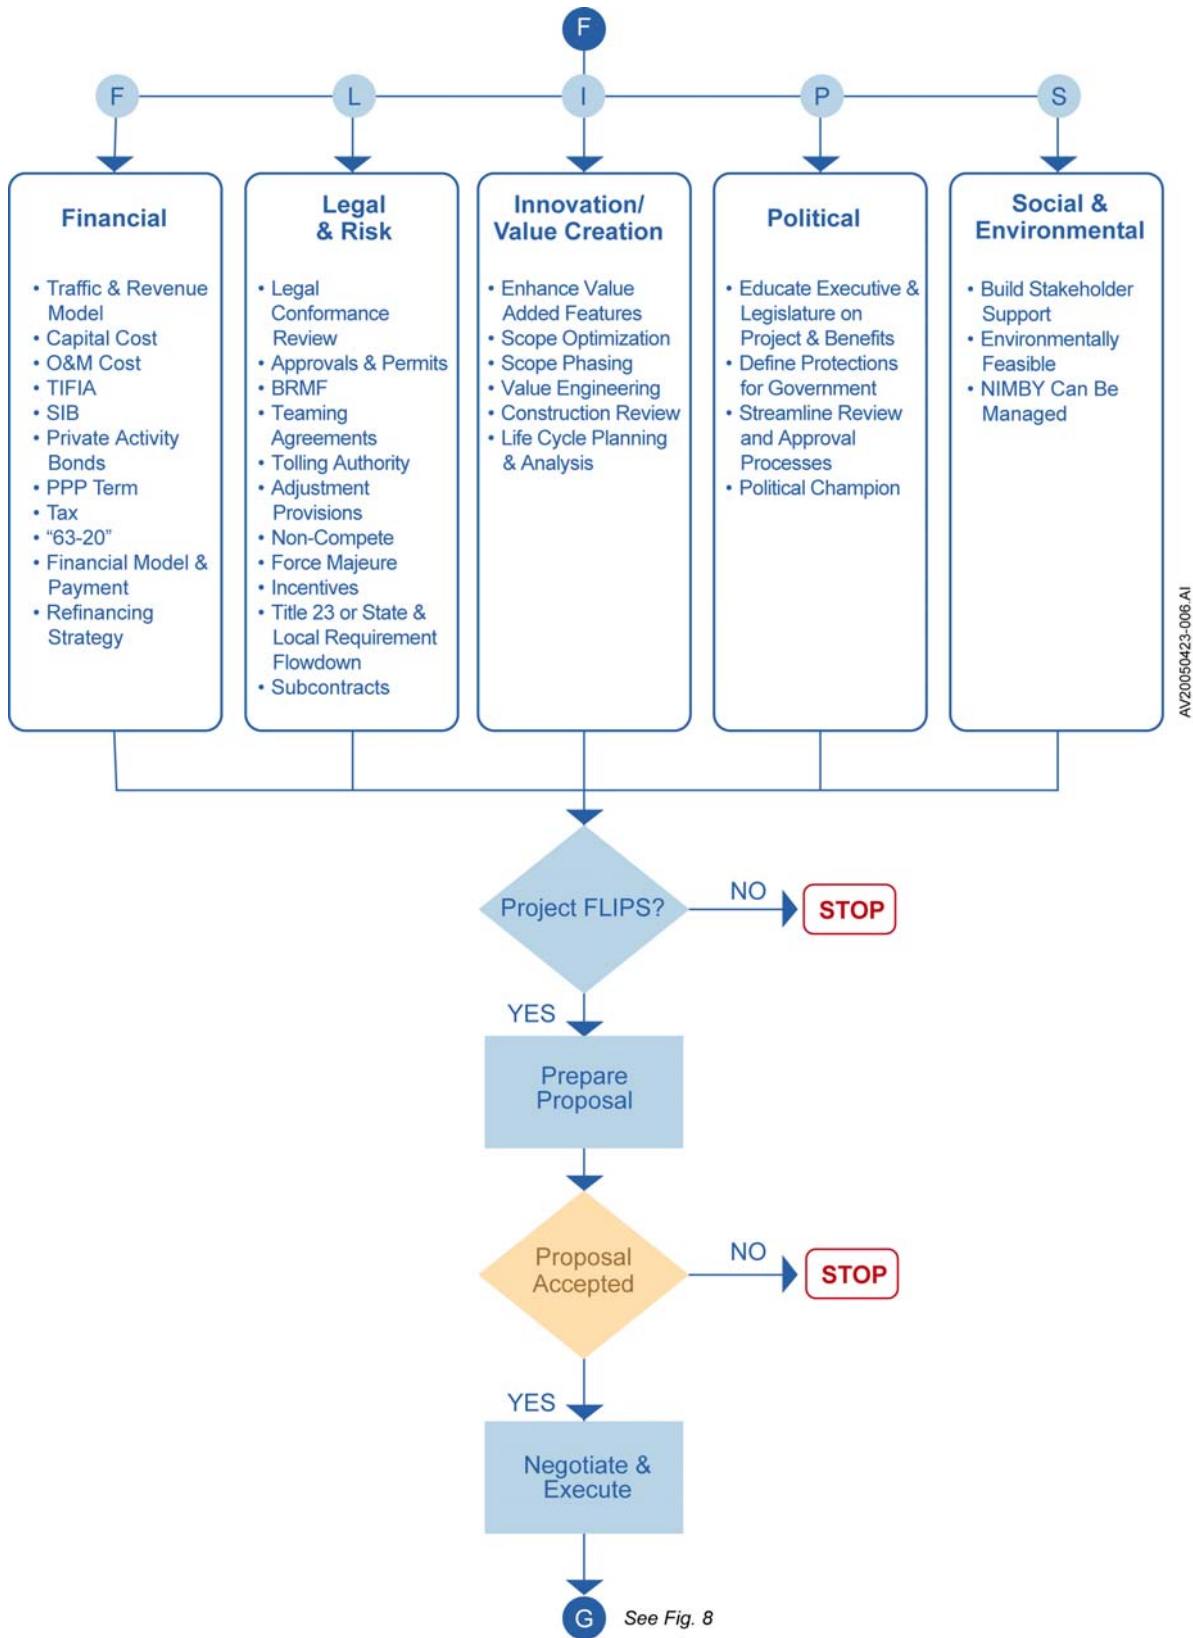 F
F
L
I
P
S
Financial
• Traffic & Revenue
Model
• Capital Cost
• O&M Cost
• TIFIA
• SIB
• Private Activity
Bonds
• PPP Term
• Tax
• “63-20”
• Financial Model &
Payment
• Refinancing
Strategy
Legal
& Risk
• Legal
Conformance
Review
• Approvals & Permits
• BRMF
• Teaming
Agreements
• Tolling Authority
• Adjustment
Provisions
• Non-Compete
• Force Majeure
• Incentives
• Title 23 or State &
Local Requirement
Flowdown
• Subcontracts
Innovation/
Value Creation
• Enhance Value
Added Features
• Scope Optimization
• Scope Phasing
• Value Engineering
• Construction Review
• Life Cycle Planning
& Analysis
Political
• Educate Executive &
Legislature on
Project & Benefits
• Define Protections
for Government
• Streamline Review
and Approval
Processes
• Political Champion
Social &
Environmental
• Build Stakeholder
Support
• Environmentally
Feasible
• NIMBY Can Be
Managed
AV20050423-006.AI
Project FLIPS?
NO
STOP
YES
Prepare
Proposal
Proposal
Accepted
NO
STOP
YES
Negotiate &
Execute
G
See Fig. 8